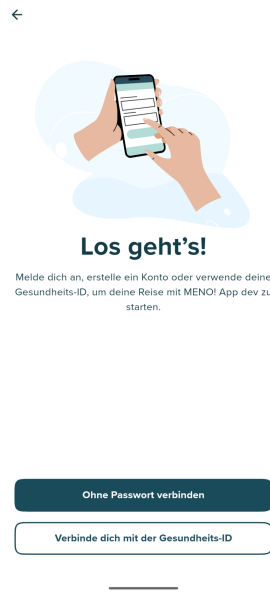 Los geht's!
Melde dich an, erstelle ein Konto oder verwende deine
Gesundheits-ID, um deine Reise mit MENO! App dev zu
starten.
Ohne Passwort verbinden
Verbinde dich mit der Gesundheits-ID